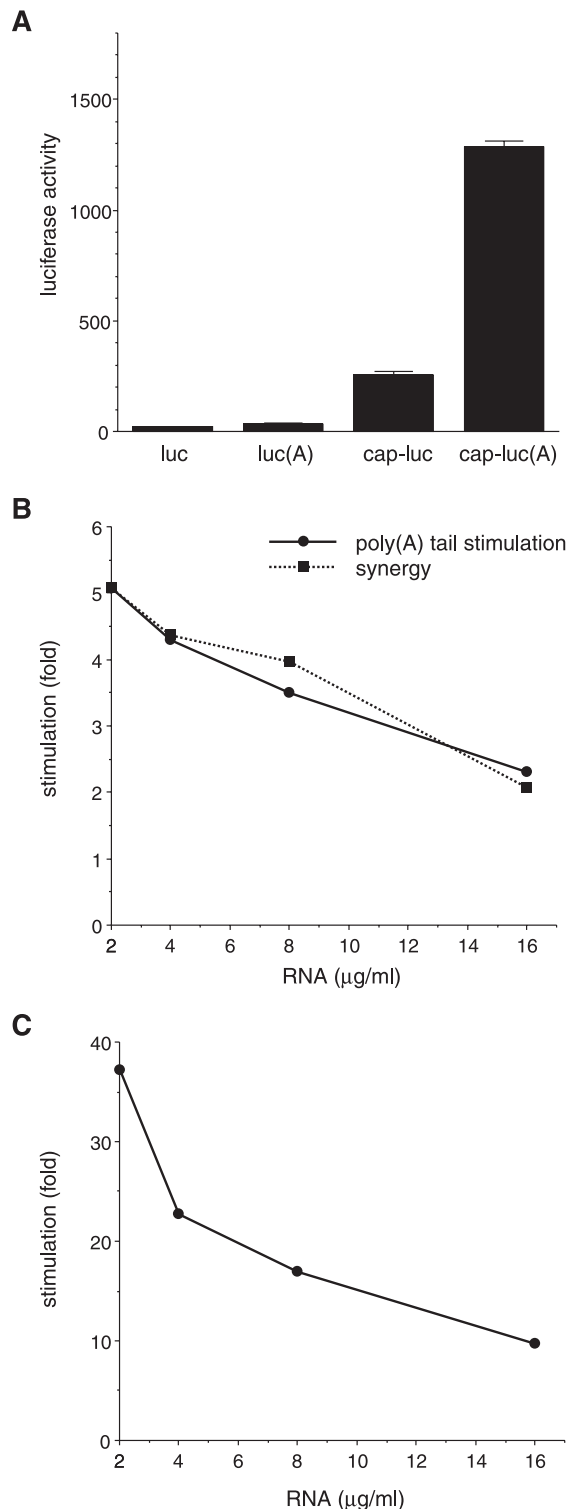 A
luciferase activity
1500
1000
500
0
luc luc(A) cap-luc cap-luc(A)
B
poly(A) tail stimulation
synergy
stimulation (fold)
6
5
4
3
2
1
0
2 4 6 8 10 12 14 16
RNA (μg/ml)
C
stimulation (fold)
40
30
20
10
0
2 4 6 8 10 12 14 16
RNA (μg/ml)